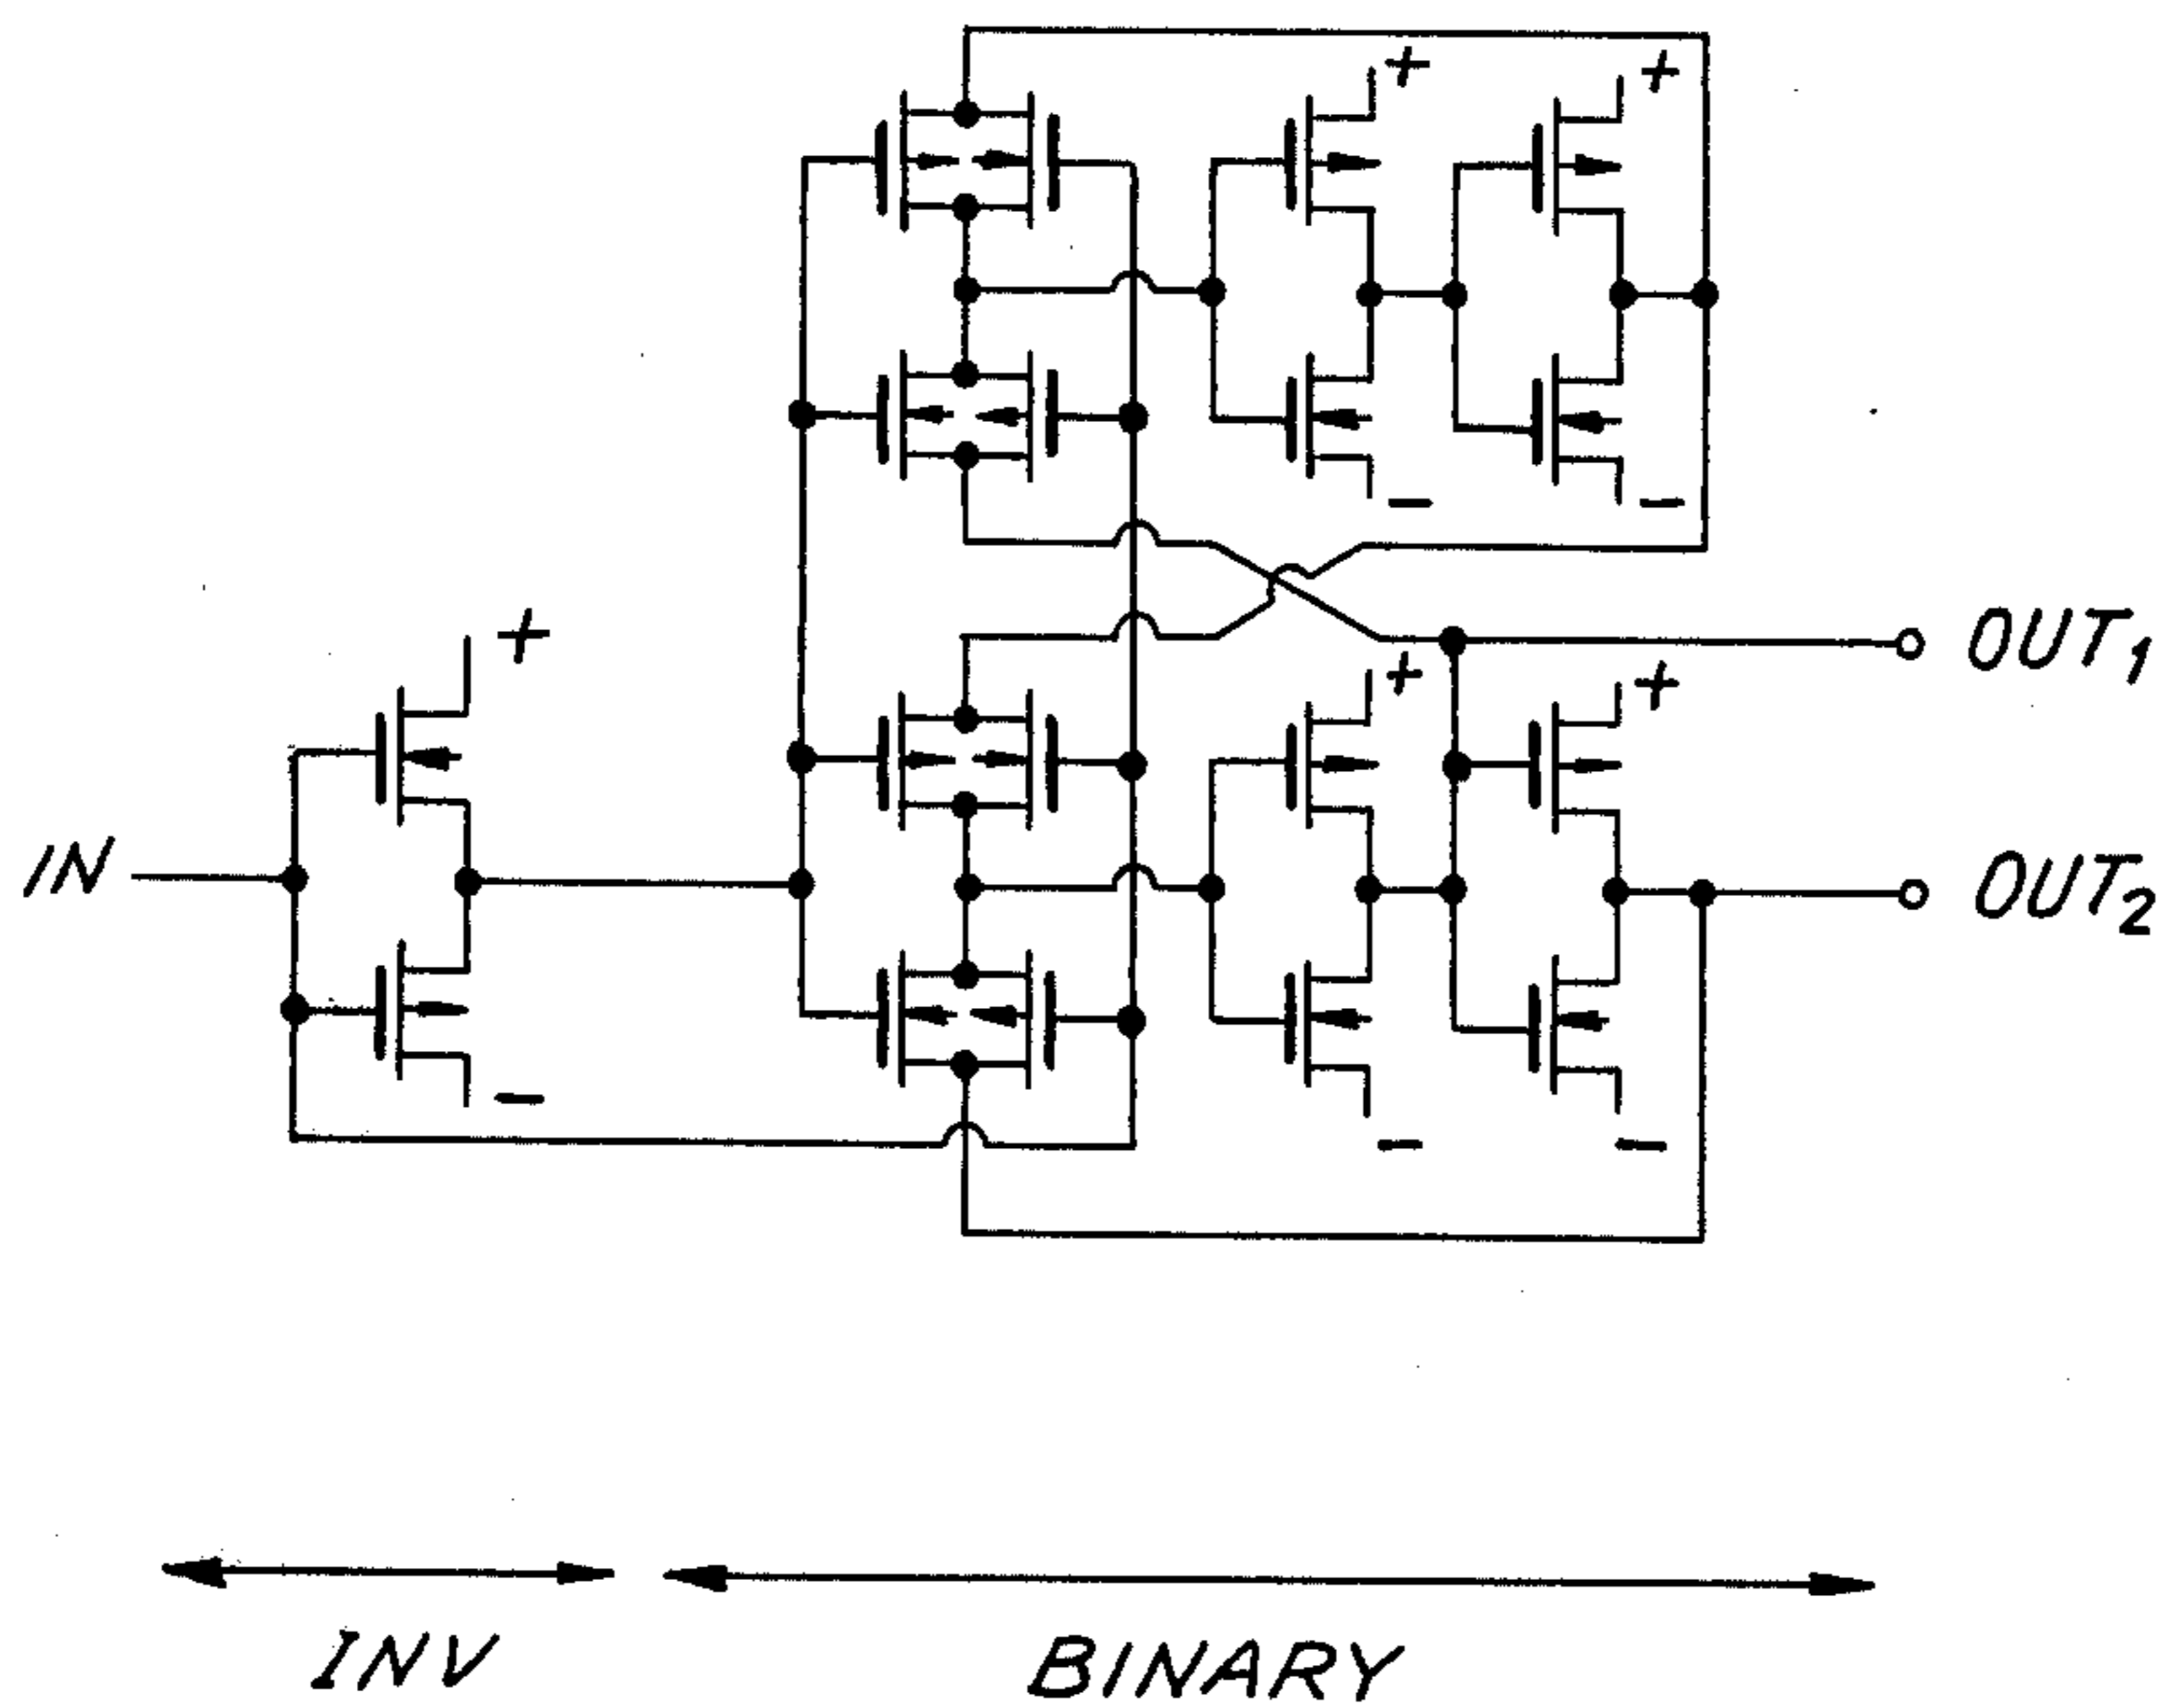 + +
- -
OUT₁
+ + +
IN
OUT₂
- - -
INV BINARY